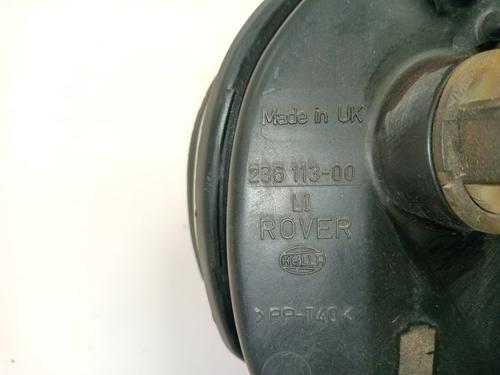 Made in UK
236 113-00
LI
ROVER
HELLA
>PP-T40<